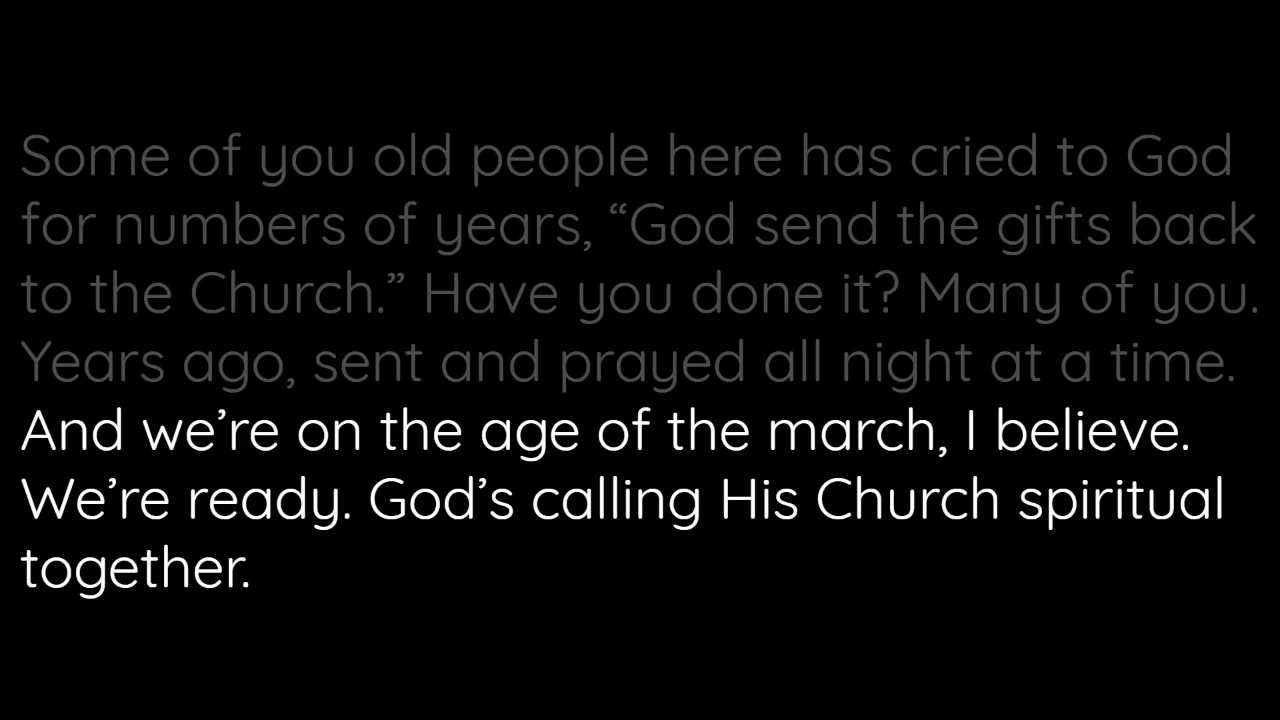 Some of you old people here has cried to God
for numbers of years, “God send the gifts back
to the Church.” Have you done it? Many of you.
Years ago, sent and prayed all night at a time.
And we’re on the age of the march, I believe.
We’re ready. God’s calling His Church spiritual
together.